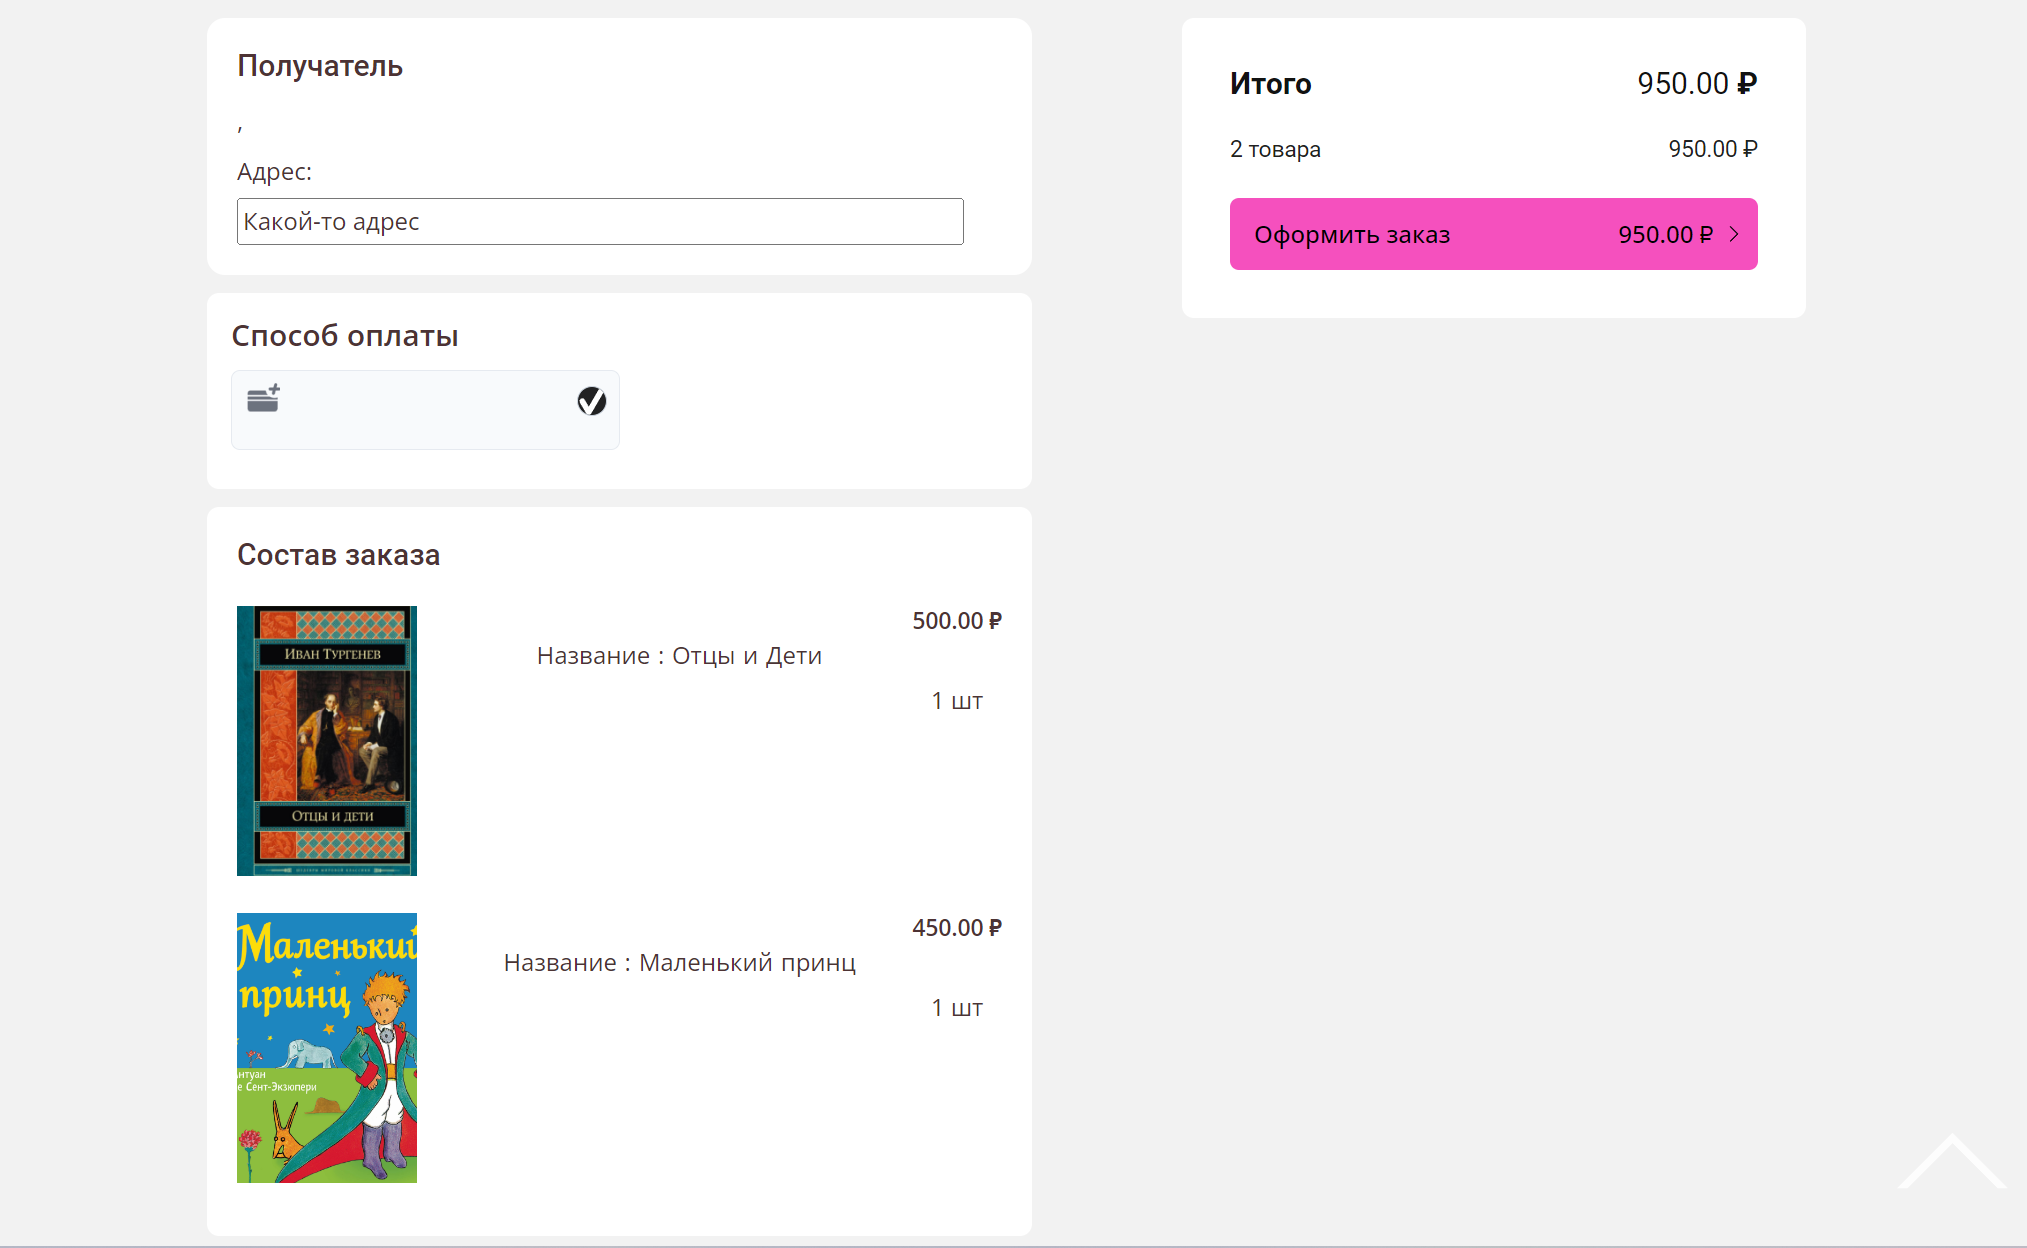 Получатель
,
Адрес:
Какой-то адрес
Способ оплаты
Состав заказа
ИВАН ТУРГЕНЕВ
ОТЦЫ И ДЕТИ
500.00 ₽
Название : Отцы и Дети
1 шт
Маленький
принц
нтуан
е Сент-Экзюпери
450.00 ₽
Название : Маленький принц
1 шт
Итого 950.00 ₽
2 товара 950.00 ₽
Оформить заказ 950.00 ₽